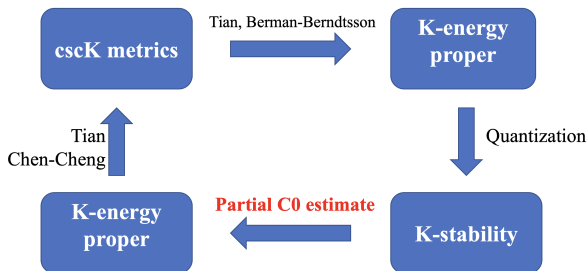 cscK metrics
Tian, Berman-Berndtsson
K-energy
proper
Quantization
K-stability
Partial C0 estimate
K-energy
proper
Tian
Chen-Cheng